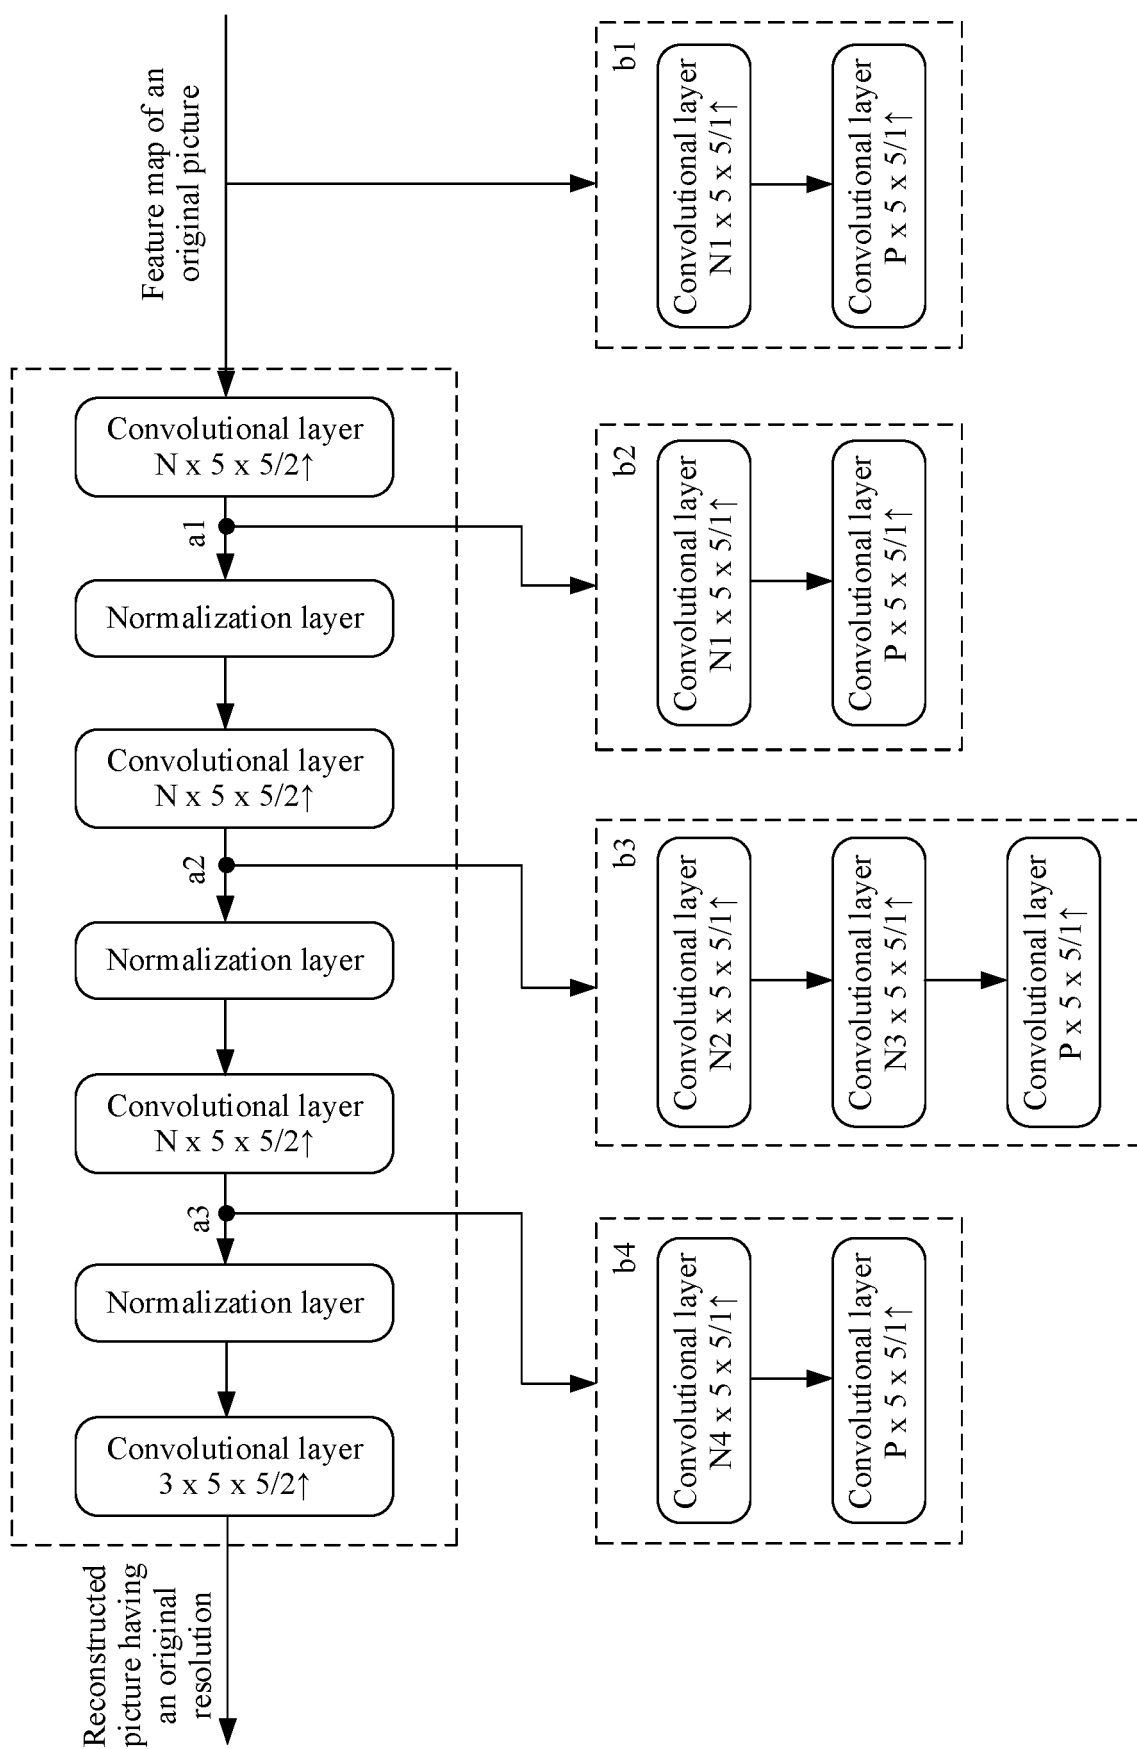 Feature map of an
original picture
Convolutional layer
N x 5 x 5/2↑
a1
Normalization layer
Convolutional layer
N x 5 x 5/2↑
a2
Normalization layer
Convolutional layer
N x 5 x 5/2↑
a3
Normalization layer
Convolutional layer
3 x 5 x 5/2↑
Reconstructed
picture having
an original
resolution
b1
Convolutional layer
N1 x 5 x 5/1↑
Convolutional layer
P x 5 x 5/1↑
b2
Convolutional layer
N1 x 5 x 5/1↑
Convolutional layer
P x 5 x 5/1↑
b3
Convolutional layer
N2 x 5 x 5/1↑
Convolutional layer
N3 x 5 x 5/1↑
Convolutional layer
P x 5 x 5/1↑
b4
Convolutional layer
N4 x 5 x 5/1↑
Convolutional layer
P x 5 x 5/1↑